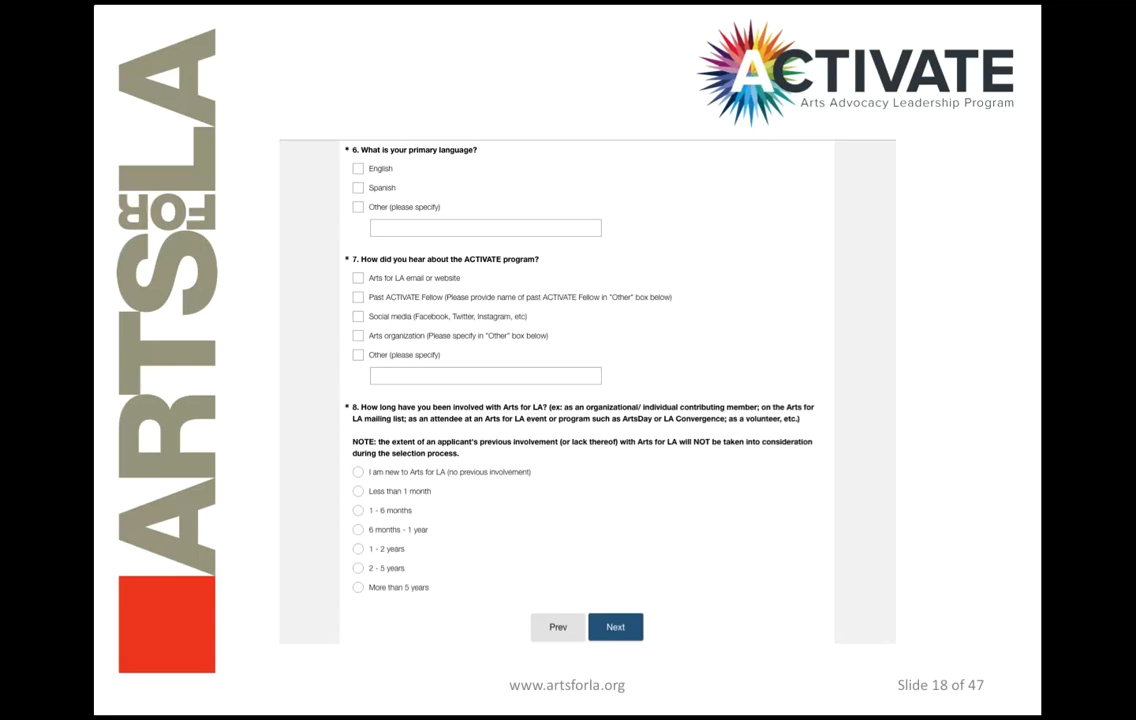 ARTS FOR LA
ACTIVATE
Arts Advocacy Leadership Program
* 6. What is your primary language?
English
Spanish
Other (please specify)
* 7. How did you hear about the ACTIVATE program?
Arts for LA email or website
Past ACTIVATE Fellow (Please provide name of past ACTIVATE Fellow in "Other" box below)
Social media (Facebook, Twitter, Instagram, etc)
Arts organization (Please specify in "Other" box below)
Other (please specify)
* 8. How long have you been involved with Arts for LA? (ex: as an organizational/ individual contributing member; on the Arts for
LA mailing list; as an attendee at an Arts for LA event or program such as ArtsDay or LA Convergence; as a volunteer, etc.)
NOTE: the extent of an applicant's previous involvement (or lack thereof) with Arts for LA will NOT be taken into consideration
during the selection process.
I am new to Arts for LA (no previous involvement)
Less than 1 month
1 - 6 months
6 months - 1 year
1 - 2 years
2 - 5 years
More than 5 years
Prev Next
www.artsforla.org
Slide 18 of 47